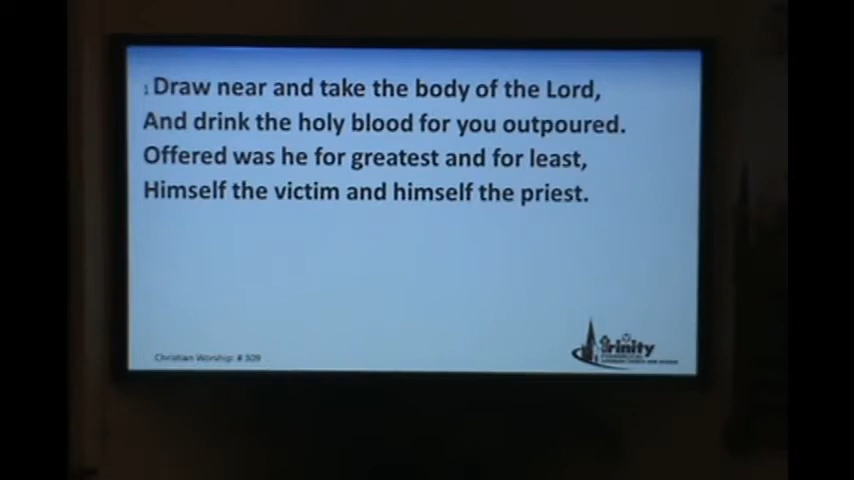 1 Draw near and take the body of the Lord,
And drink the holy blood for you outpoured.
Offered was he for greatest and for least,
Himself the victim and himself the priest.
Christian Worship: # 309
Trinity